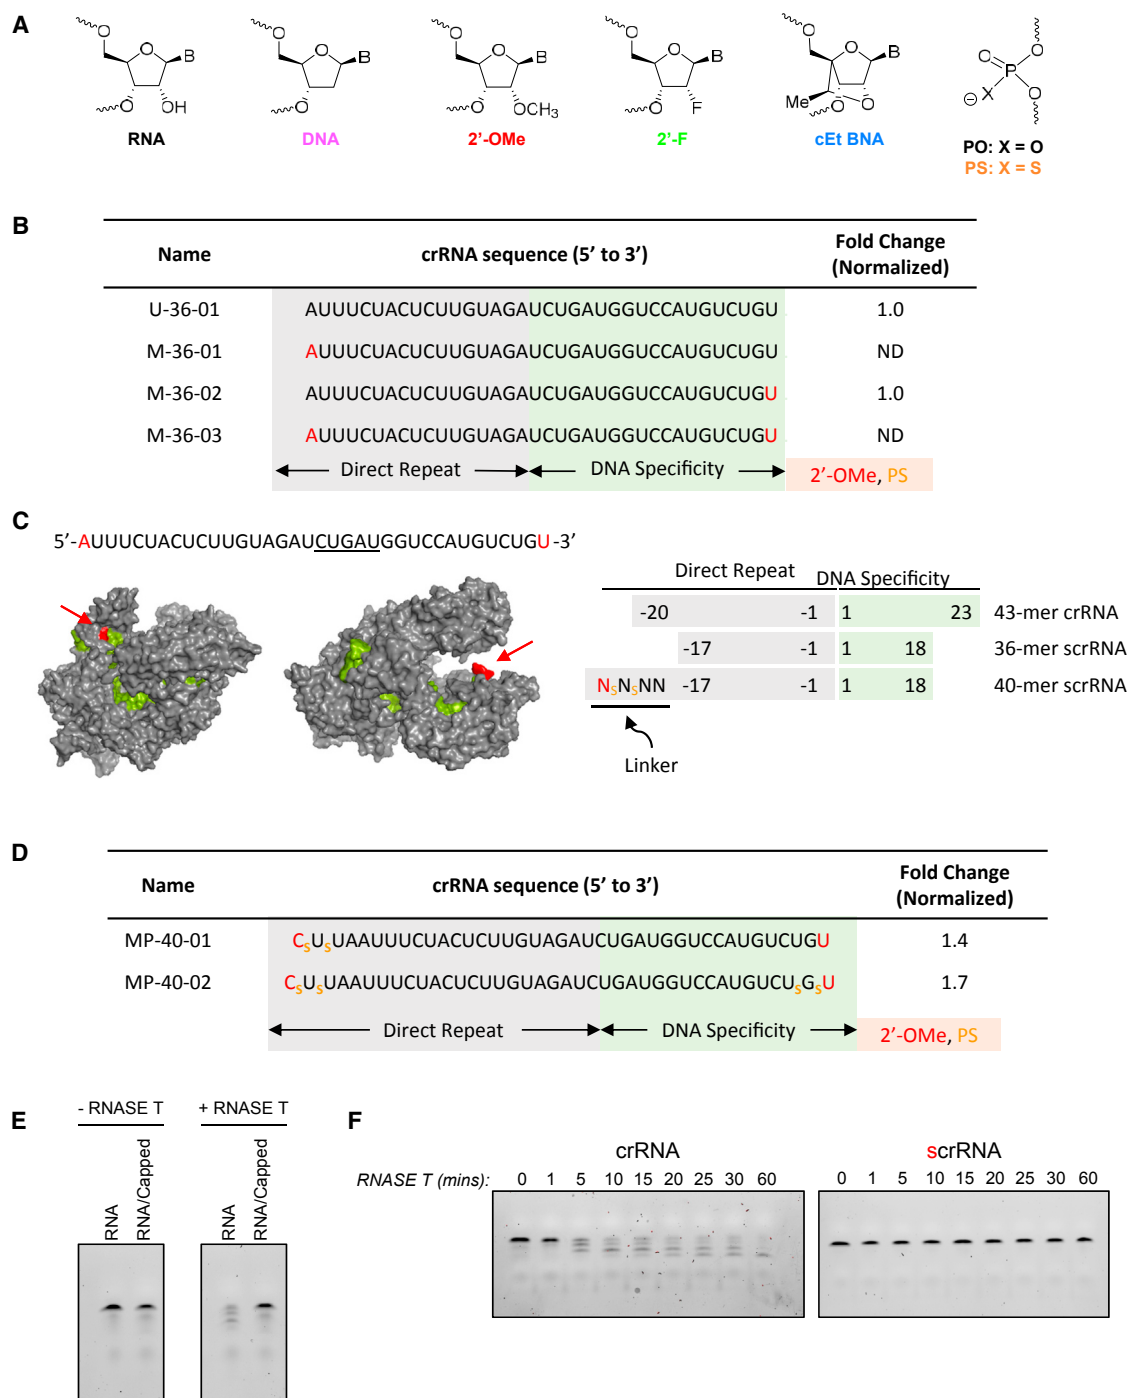 A
O
O
B
OH
RNA
O
O
B
O
DNA
O
O
B
O
OCH3
2'-OMe
O
O
B
O
F
2'-F
O
O
B
Me
O
O
cEt BNA
O
O
P
X
O
⊖
PO: X = O
PS: X = S
B
Name crRNA sequence (5' to 3') Fold Change (Normalized)
U-36-01 AUUUCUACUCUUGUAGAUCUGAUGGUCCAUGUCUGU 1.0
M-36-01 AUUUCUACUCUUGUAGAUCUGAUGGUCCAUGUCUGU ND
M-36-02 AUUUCUACUCUUGUAGAUCUGAUGGUCCAUGUCUGU 1.0
M-36-03 AUUUCUACUCUUGUAGAUCUGAUGGUCCAUGUCUGU ND
Direct Repeat DNA Specificity 2'-OMe, PS
C
5'-AUUUCUACUCUUGUAGAUCUGAUGGUCCAUGUCUGU-3'
Direct Repeat DNA Specificity
-20 -1 1 23 43-mer crRNA
-17 -1 1 18 36-mer scrRNA
NsNsNN -17 -1 1 18 40-mer scrRNA
Linker
D
Name crRNA sequence (5' to 3') Fold Change (Normalized)
MP-40-01 CsUsUAAUUUCUACUCUUGUAGAUCUGAUGGUCCAUGUCUGU 1.4
MP-40-02 CsUsUAAUUUCUACUCUUGUAGAUCUGAUGGUCCAUGUCUsGsU 1.7
Direct Repeat DNA Specificity 2'-OMe, PS
E
- RNASE T + RNASE T
RNA
RNA/Capped
RNA
RNA/Capped
F
crRNA scrRNA
RNASE T (mins): 0 1 5 10 15 20 25 30 60 0 1 5 10 15 20 25 30 60